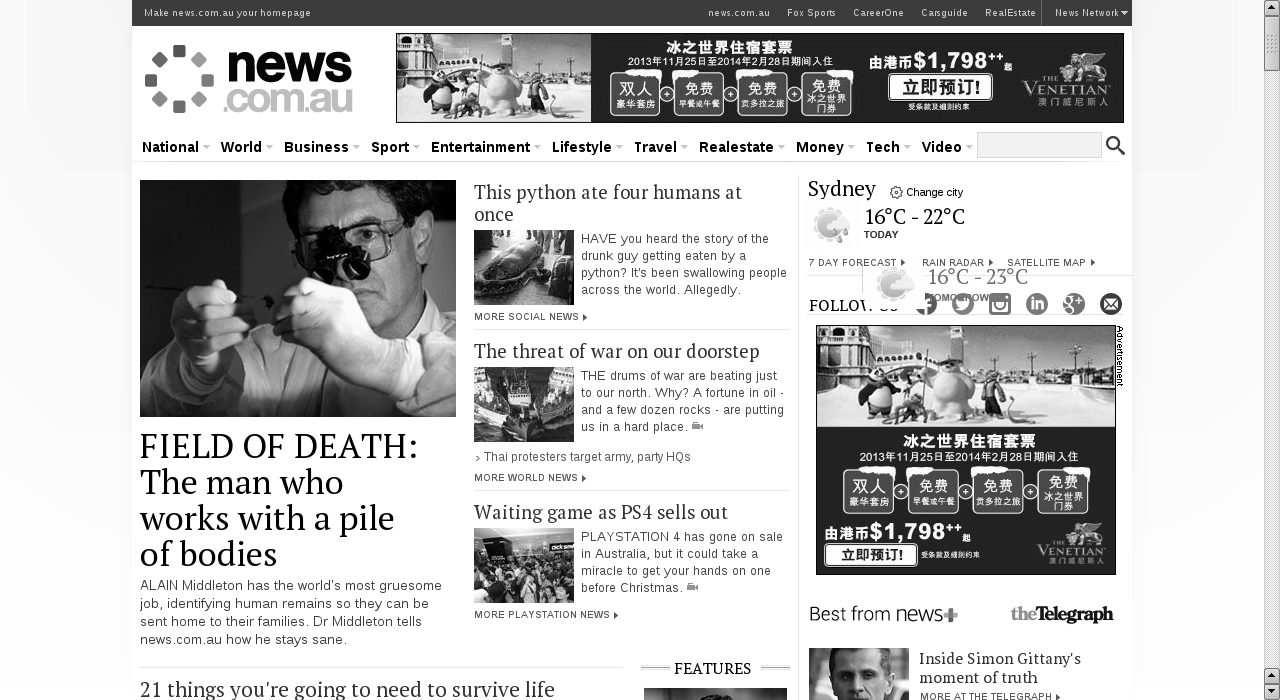 Make news.com.au your homepage
news.com.au Fox Sports CareerOne Carsguide RealEstate News Network
news
.com.au
冰之世界住宿套票
2013年11月25日至2014年2月28日期间入住
双人
豪华套房
免费
早餐或午餐
免费
贡多拉之旅
免费
冰之世界
门券
由港币$1,798++起
立即预订!
受条款及细则约束
THE
VENETIAN
澳门威尼斯人
National World Business Sport Entertainment Lifestyle Travel Realestate Money Tech Video
FIELD OF DEATH:
The man who
works with a pile
of bodies
ALAIN Middleton has the world's most gruesome
job, identifying human remains so they can be
sent home to their families. Dr Middleton tells
news.com.au how he stays sane.
21 things you're going to need to survive life
This python ate four humans at
once
HAVE you heard the story of the
drunk guy getting eaten by a
python? It's been swallowing people
across the world. Allegedly.
MORE SOCIAL NEWS
The threat of war on our doorstep
THE drums of war are beating just
to our north. Why? A fortune in oil -
and a few dozen rocks - are putting
us in a hard place.
› Thai protesters target army, party HQs
MORE WORLD NEWS
Waiting game as PS4 sells out
PLAYSTATION 4 has gone on sale
in Australia, but it could take a
miracle to get your hands on one
before Christmas.
MORE PLAYSTATION NEWS
FEATURES
Sydney Change city
16°C - 22°C
TODAY
7 DAY FORECAST RAIN RADAR SATELLITE MAP
16°C - 23°C
TOMORROW
FOLLOW US
Advertisement
冰之世界住宿套票
2013年11月25日至2014年2月28日期间入住
双人
豪华套房
免费
早餐或午餐
免费
贡多拉之旅
免费
冰之世界
门券
由港币$1,798++起
立即预订!
受条款及细则约束
THE
VENETIAN
澳门威尼斯人
Best from news+
theTelegraph
Inside Simon Gittany's
moment of truth
MORE AT THE TELEGRAPH